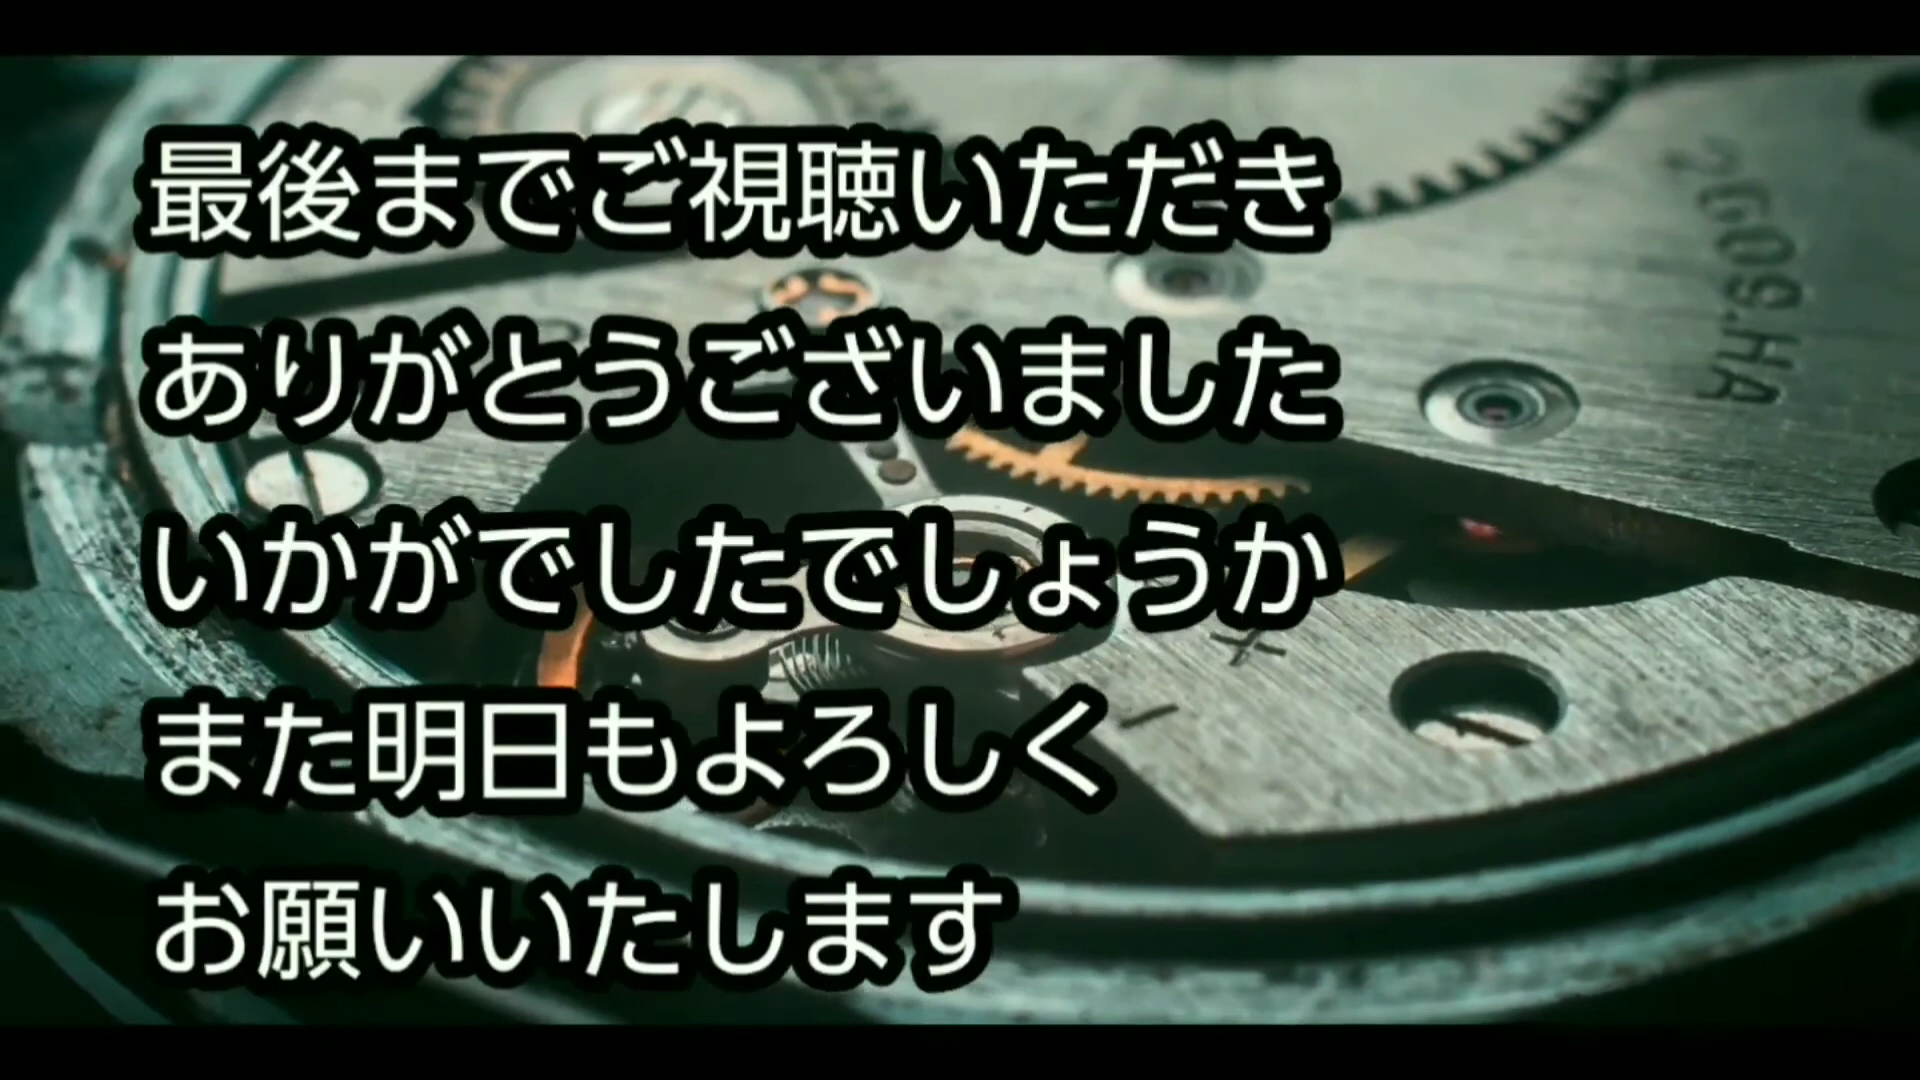 最後までご視聴いただき
ありがとうございました
いかがでしたでしょうか
また明日もよろしく
お願いいたします
2609.HA